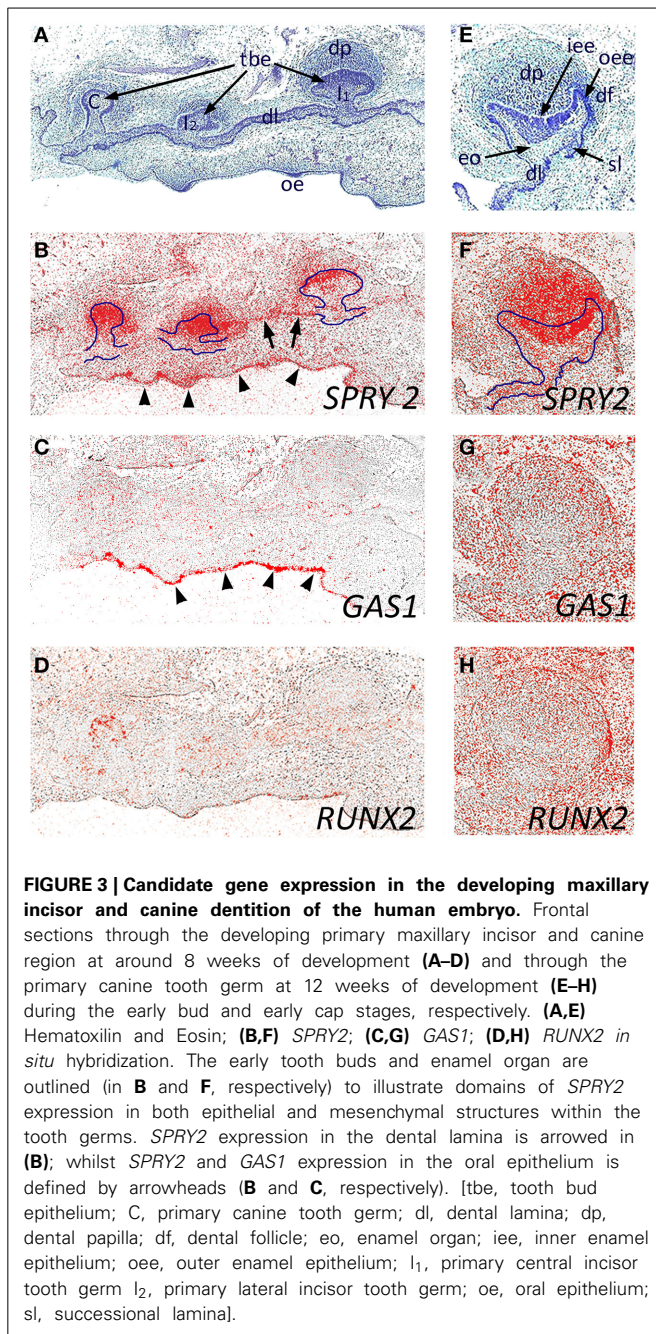 A
tbe
dp
C
I₁
I₂
dl
oe
E
iee
oee
dp
df
eo
dl
sl
B
SPRY 2
F
SPRY2
C
GAS1
G
GAS1
D
RUNX2
H
RUNX2
FIGURE 3 | Candidate gene expression in the developing maxillary
incisor and canine dentition of the human embryo. Frontal
sections through the developing primary maxillary incisor and canine
region at around 8 weeks of development (A–D) and through the
primary canine tooth germ at 12 weeks of development (E–H)
during the early bud and early cap stages, respectively. (A,E)
Hematoxilin and Eosin; (B,F) SPRY2; (C,G) GAS1; (D,H) RUNX2 in
situ hybridization. The early tooth buds and enamel organ are
outlined (in B and F, respectively) to illustrate domains of SPRY2
expression in both epithelial and mesenchymal structures within the
tooth germs. SPRY2 expression in the dental lamina is arrowed in
(B); whilst SPRY2 and GAS1 expression in the oral epithelium is
defined by arrowheads (B and C, respectively). [tbe, tooth bud
epithelium; C, primary canine tooth germ; dl, dental lamina; dp,
dental papilla; df, dental follicle; eo, enamel organ; iee, inner enamel
epithelium; oee, outer enamel epithelium; I₁, primary central incisor
tooth germ I₂, primary lateral incisor tooth germ; oe, oral epithelium;
sl, successional lamina].